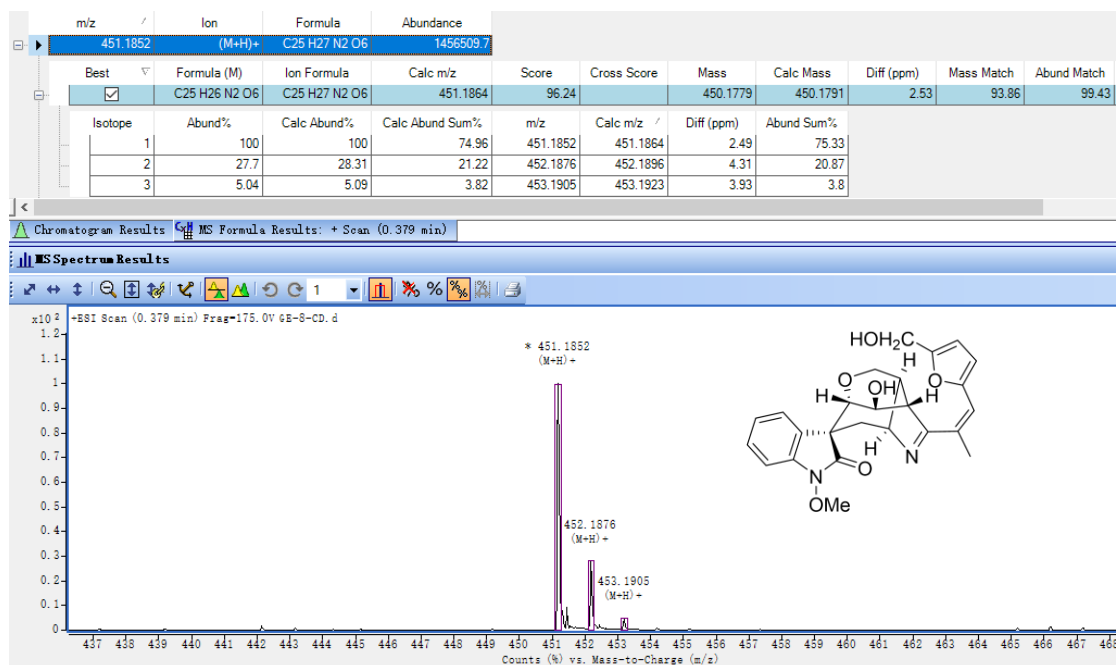 m/z / Ion Formula Abundance
451.1852 (M+H)+ C25 H27 N2 O6 1456509.7
Best Formula (M) Ion Formula Calc m/z Score Cross Score Mass Calc Mass Diff (ppm) Mass Match Abund Match
C25 H26 N2 O6 C25 H27 N2 O6 451.1864 96.24 450.1779 450.1791 2.53 93.86 99.43
Isotope Abund% Calc Abund% Calc Abund Sum% m/z Calc m/z / Diff (ppm) Abund Sum%
1 100 100 74.96 451.1852 451.1864 2.49 75.33
2 27.7 28.31 21.22 452.1876 452.1896 4.31 20.87
3 5.04 5.09 3.82 453.1905 453.1923 3.93 3.8
Chromatogram Results MS Formula Results: + Scan (0.379 min)
MS Spectrum Results
1 % %
x10 2 +ESI Scan (0.379 min) Frag=175.0V GE-8-CD.d
1.2
1.1
1
0.9
0.8
0.7
0.6
0.5
0.4
0.3
0.2
0.1
0
* 451.1852
(M+H)+
452.1876
(M+H)+
453.1905
(M+H)+
HOH2C
H
O
OH
O
H
H
H
N
O
N
OMe
437 438 439 440 441 442 443 444 445 446 447 448 449 450 451 452 453 454 455 456 457 458 459 460 461 462 463 464 465 466 467 468
Counts (%) vs. Mass-to-Charge (m/z)